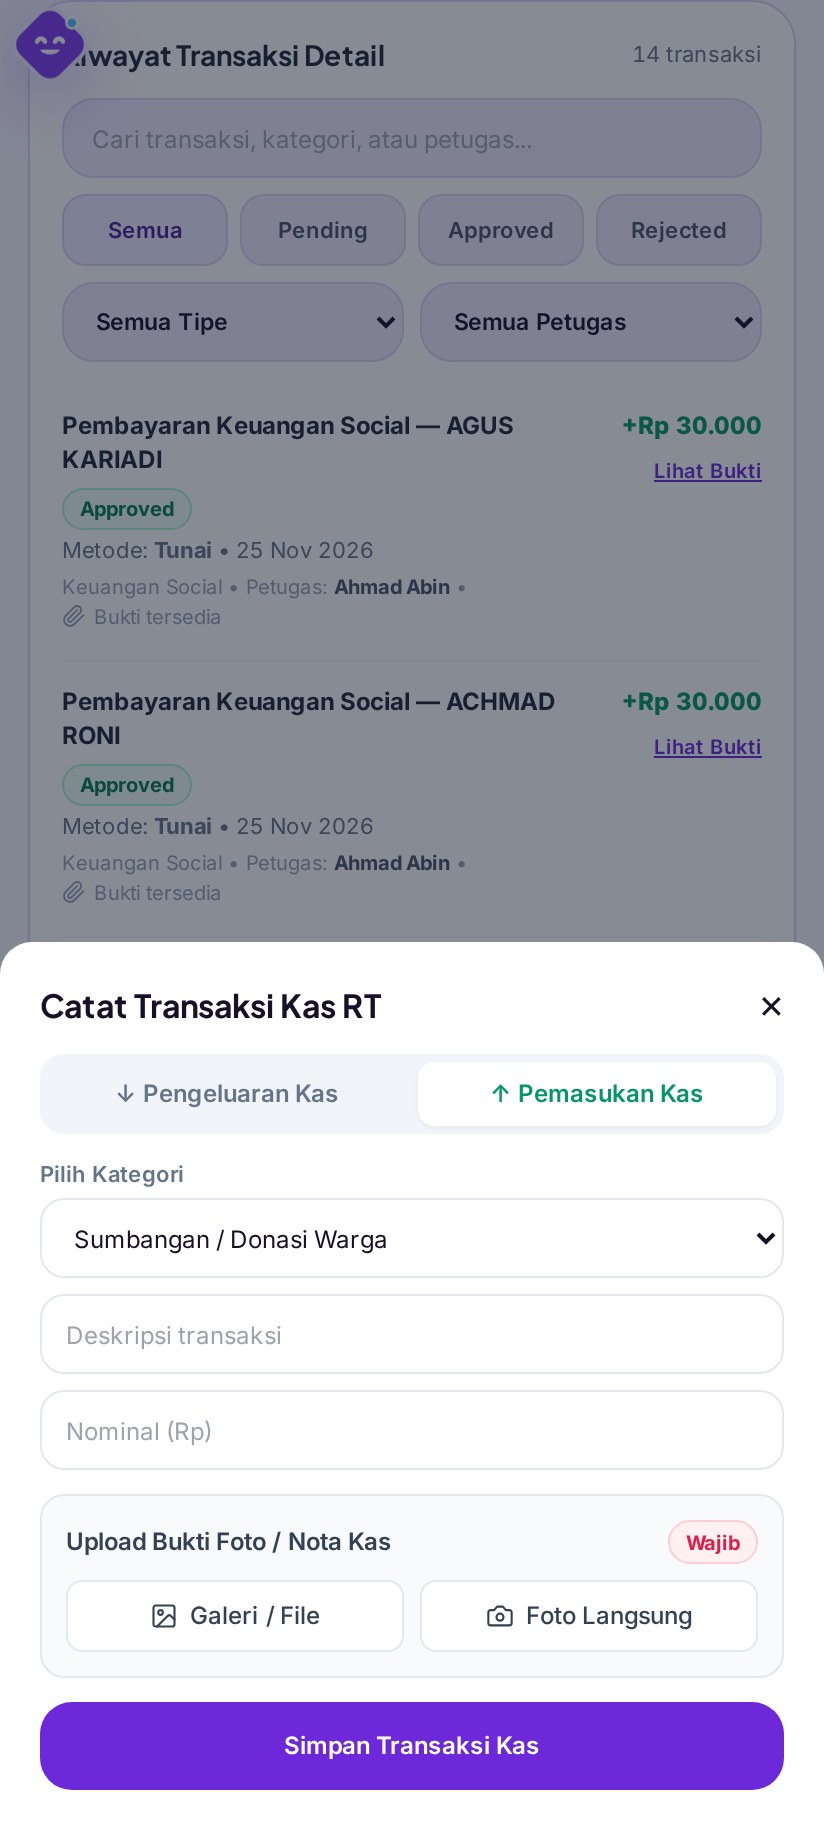 Riwayat Transaksi Detail
14 transaksi
Cari transaksi, kategori, atau petugas...
Semua
Pending
Approved
Rejected
Semua Tipe
Semua Petugas
Pembayaran Keuangan Social — AGUS
KARIADI
+Rp 30.000
Lihat Bukti
Approved
Metode: Tunai • 25 Nov 2026
Keuangan Social • Petugas: Ahmad Abin •
Bukti tersedia
Pembayaran Keuangan Social — ACHMAD
RONI
+Rp 30.000
Lihat Bukti
Approved
Metode: Tunai • 25 Nov 2026
Keuangan Social • Petugas: Ahmad Abin •
Bukti tersedia
Catat Transaksi Kas RT
✕
↓ Pengeluaran Kas
↑ Pemasukan Kas
Pilih Kategori
Sumbangan / Donasi Warga
Deskripsi transaksi
Nominal (Rp)
Upload Bukti Foto / Nota Kas
Wajib
Galeri / File
Foto Langsung
Simpan Transaksi Kas